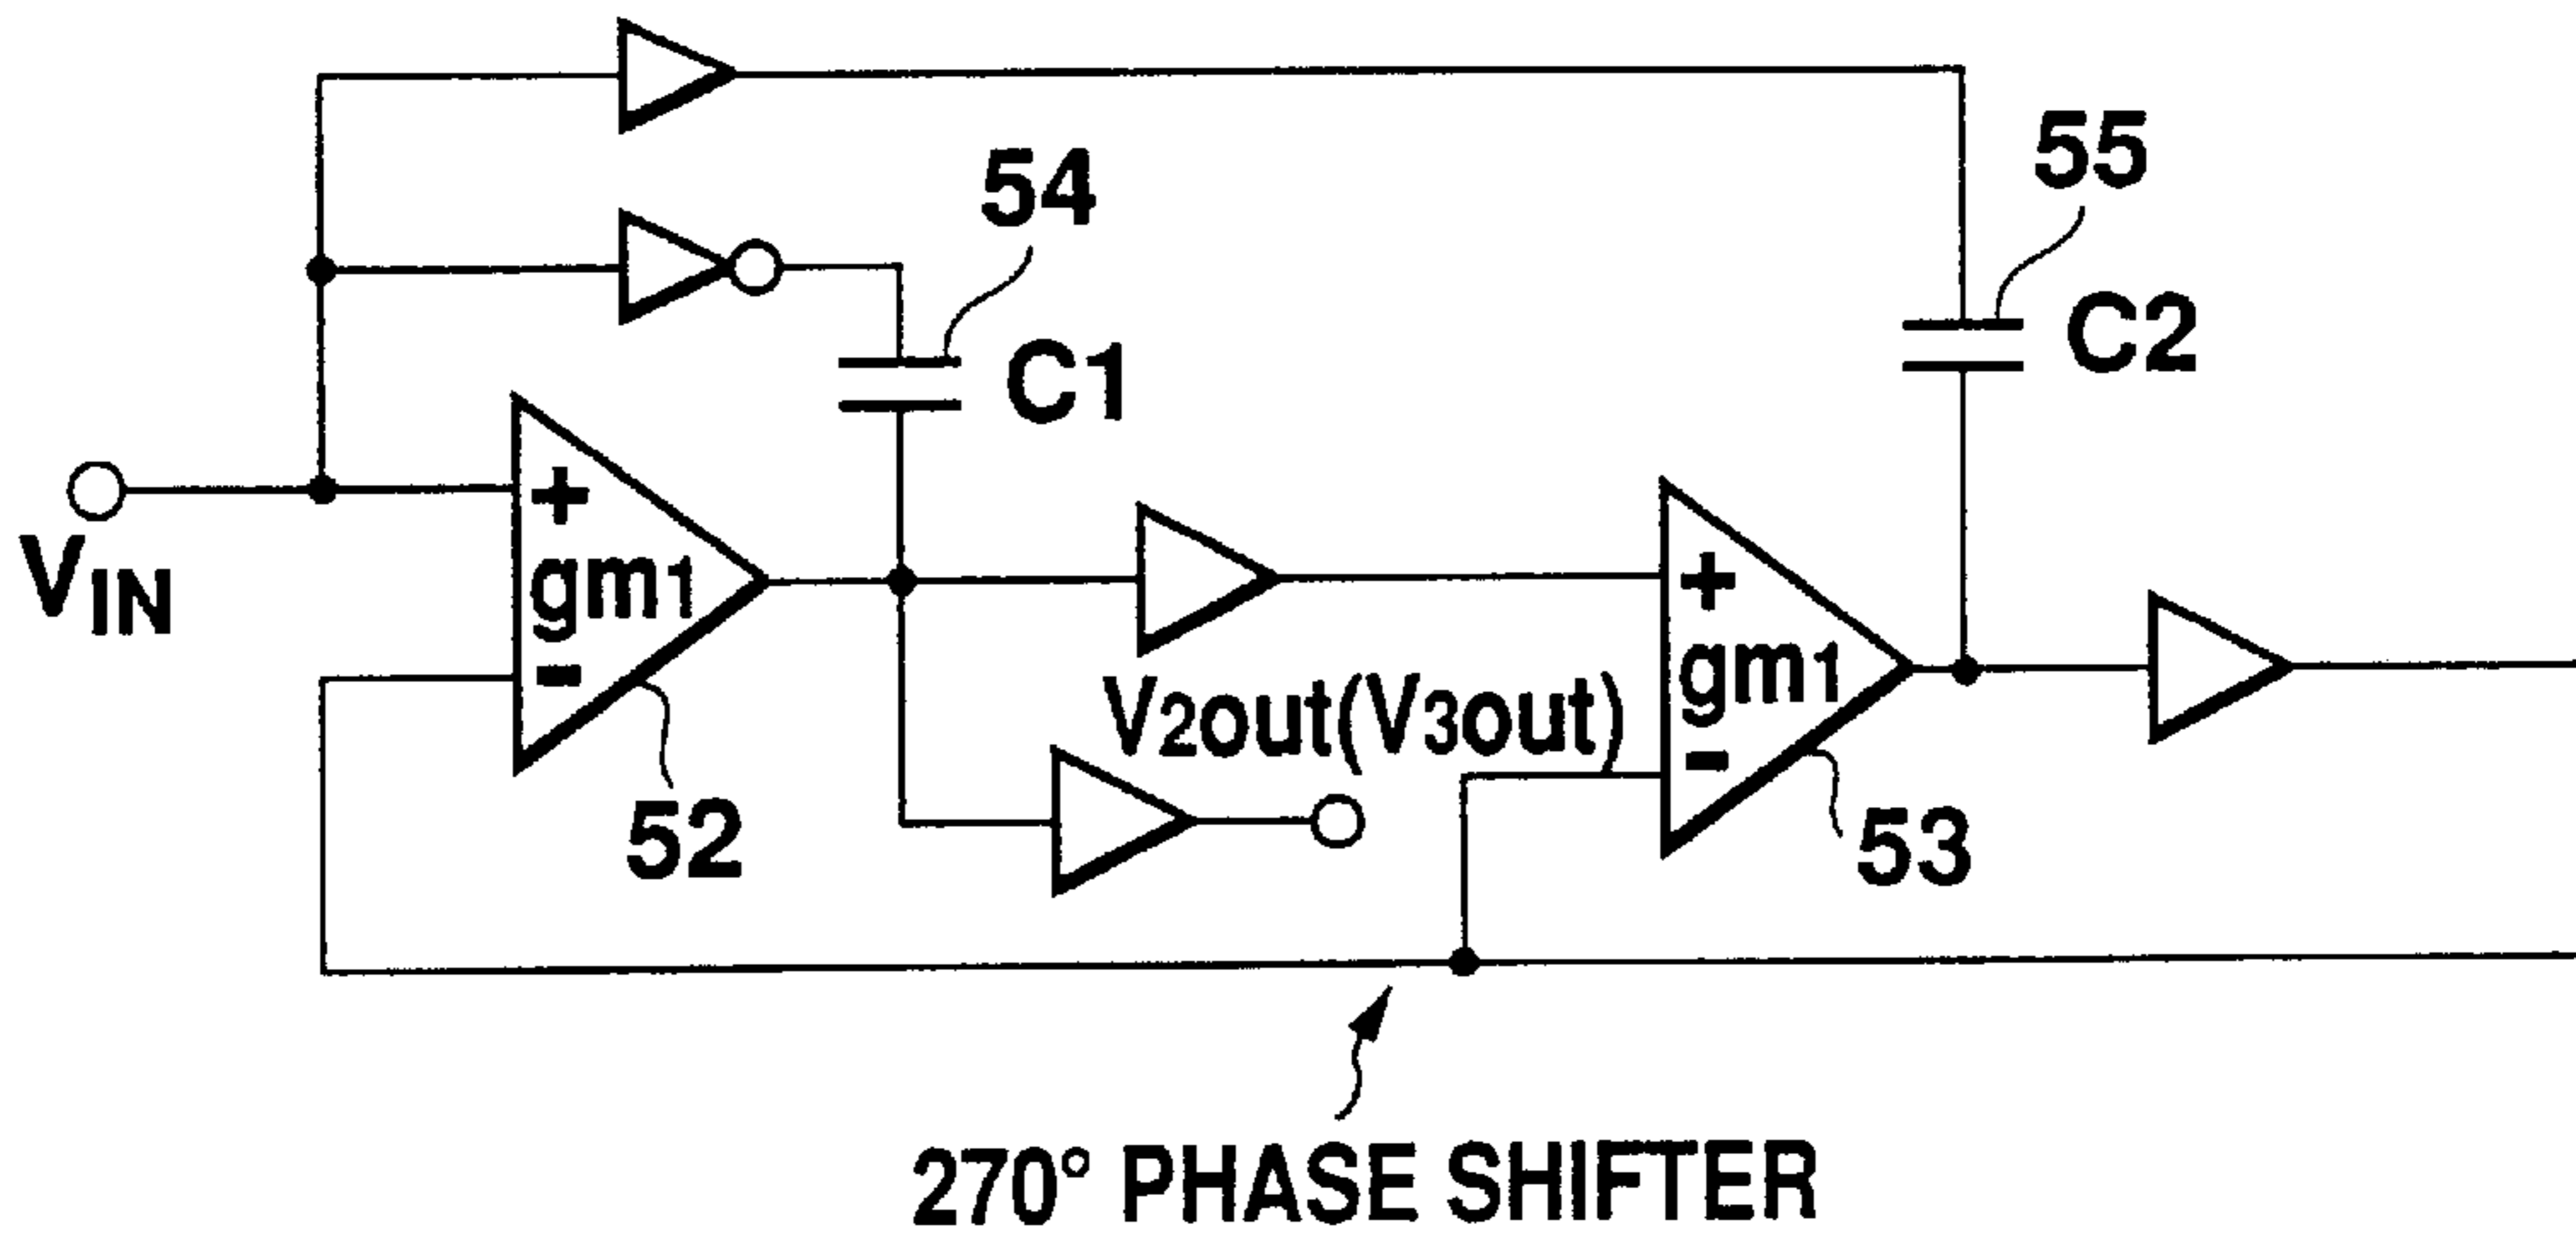 55
54
C2
C1
+
gm1
-
VIN
+
gm1
-
V2out(V3out)
52
53
270° PHASE SHIFTER